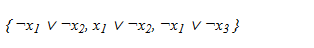 { ¬x₁ ∨ ¬x₂, x₁ ∨ ¬x₂, ¬x₁ ∨ ¬x₃ }